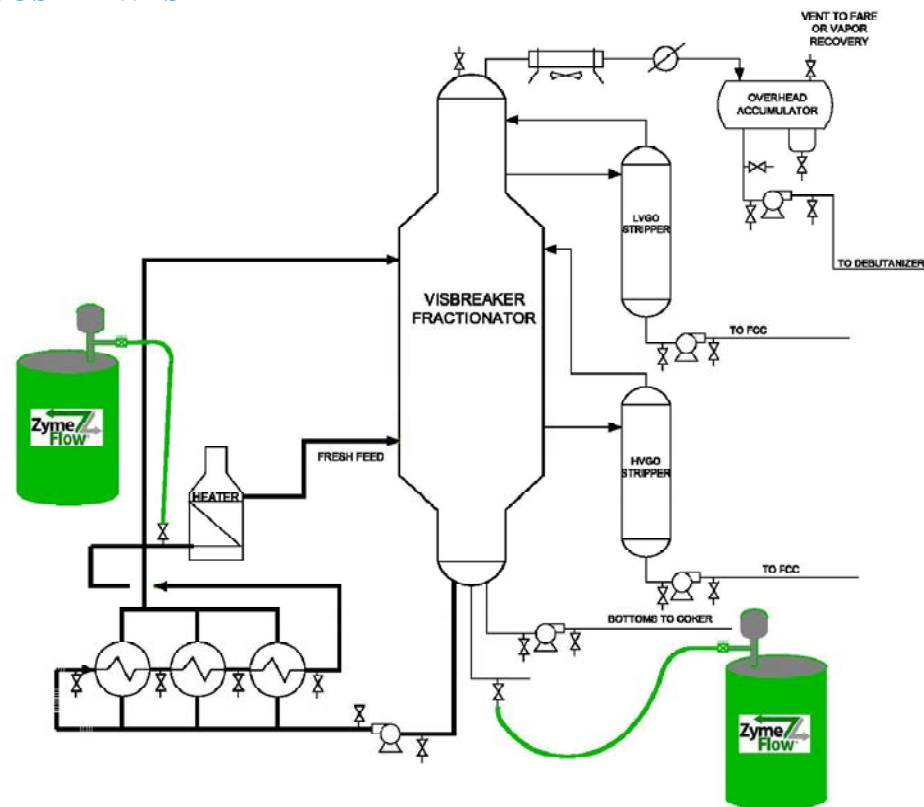 VENT TO FARE
OR VAPOR
RECOVERY
OVERHEAD
ACCUMULATOR
LVGO
STRIPPER
TO DEBUTANIZER
VISBREAKER
FRACTIONATOR
TO FCC
Zyme
Flow
FRESH FEED
HEATER
HVGO
STRIPPER
TO FCC
BOTTOMS TO COKER
Zyme
Flow